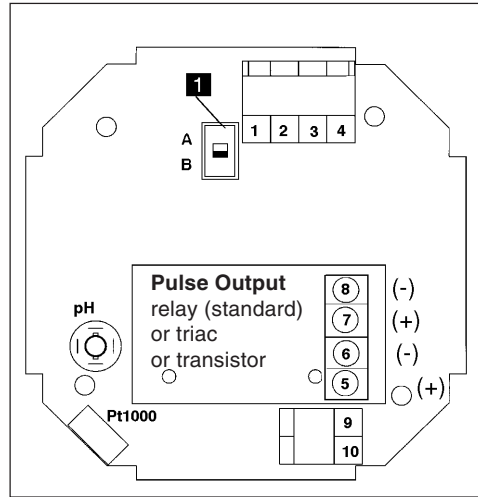 1
1 2 3 4
A
B
Pulse Output
relay (standard)
or triac
or transistor
8 (-)
7 (+)
6 (-)
5 (+)
pH
Pt1000
9
10